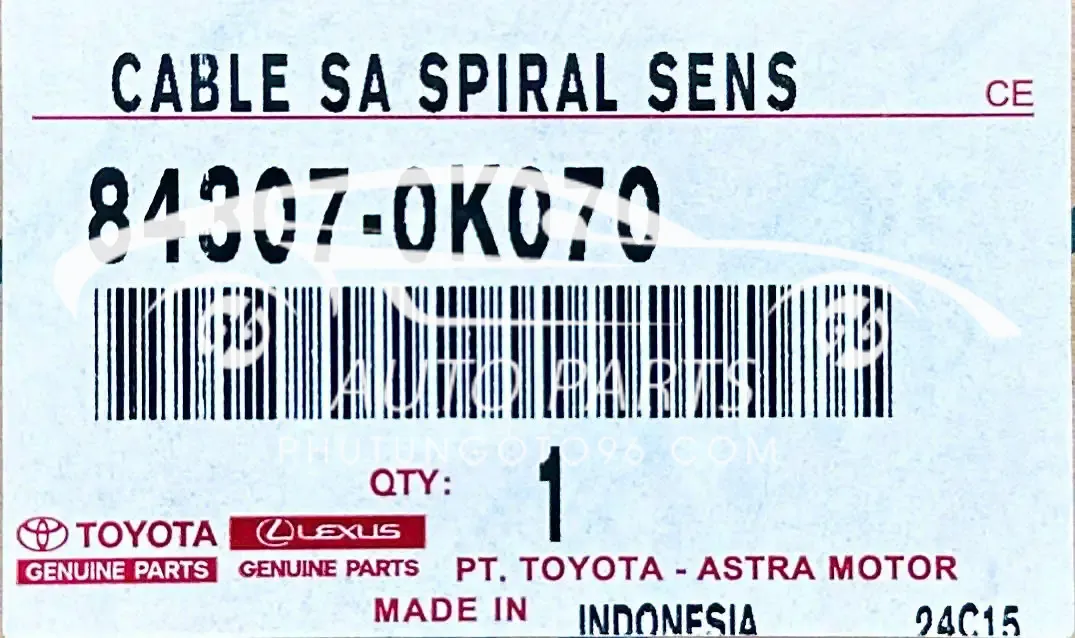 CABLE SA SPIRAL SENS
CE
84307-0K070
AUTO PARTS
PHUTUNGOTO96.COM
QTY: 1
TOYOTA LEXUS
GENUINE PARTS GENUINE PARTS PT. TOYOTA - ASTRA MOTOR
MADE IN INDONESIA 24C15